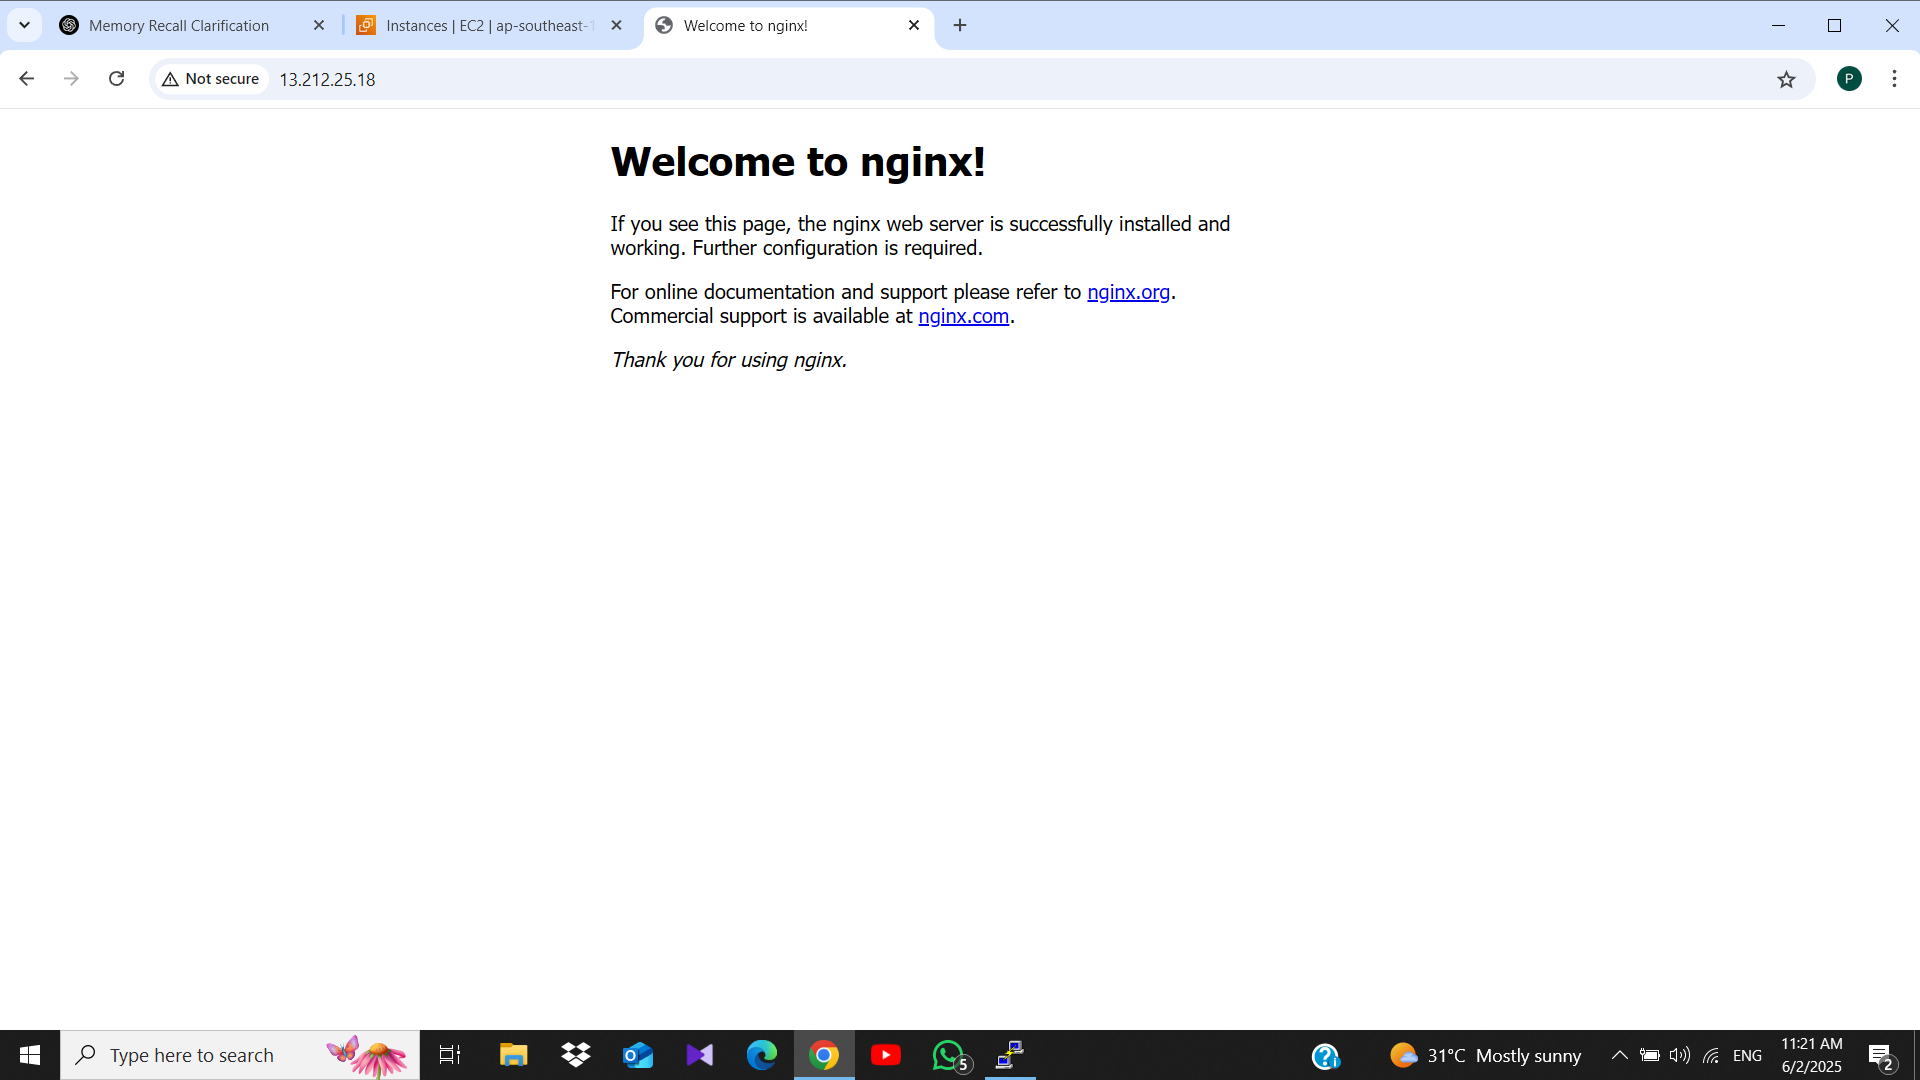 Memory Recall Clarification
Instances | EC2 | ap-southeast-1
Welcome to nginx!
Not secure
13.212.25.18
P
Welcome to nginx!
If you see this page, the nginx web server is successfully installed and
working. Further configuration is required.
For online documentation and support please refer to nginx.org.
Commercial support is available at nginx.com.
Thank you for using nginx.
Type here to search
5
31°C Mostly sunny
ENG
11:21 AM
6/2/2025
2